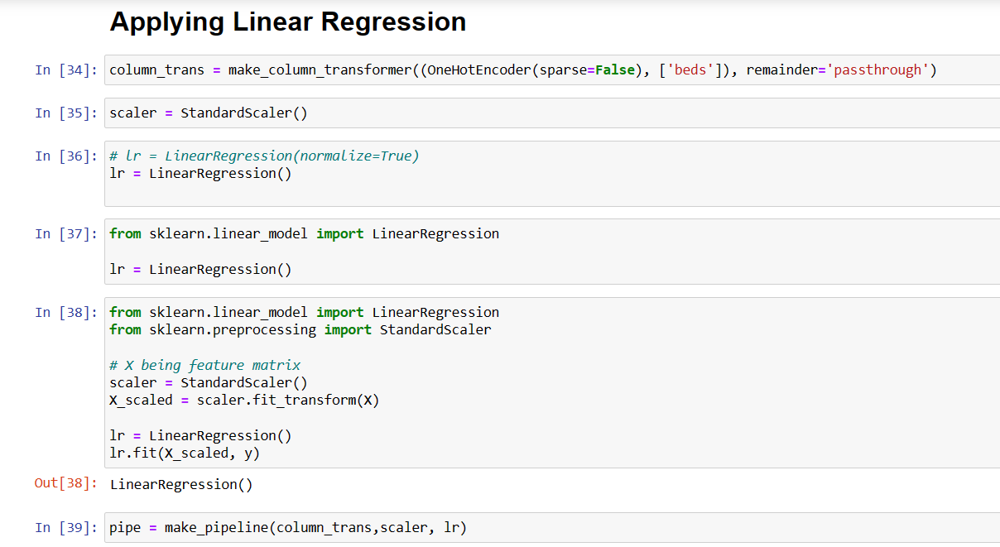 Applying Linear Regression
In [34]: column_trans = make_column_transformer((OneHotEncoder(sparse=False), ['beds']), remainder='passthrough')
In [35]: scaler = StandardScaler()
In [36]: # lr = LinearRegression(normalize=True)
lr = LinearRegression()
In [37]: from sklearn.linear_model import LinearRegression
lr = LinearRegression()
In [38]: from sklearn.linear_model import LinearRegression
from sklearn.preprocessing import StandardScaler
# X being feature matrix
scaler = StandardScaler()
X_scaled = scaler.fit_transform(X)
lr = LinearRegression()
lr.fit(X_scaled, y)
Out[38]: LinearRegression()
In [39]: pipe = make_pipeline(column_trans,scaler, lr)